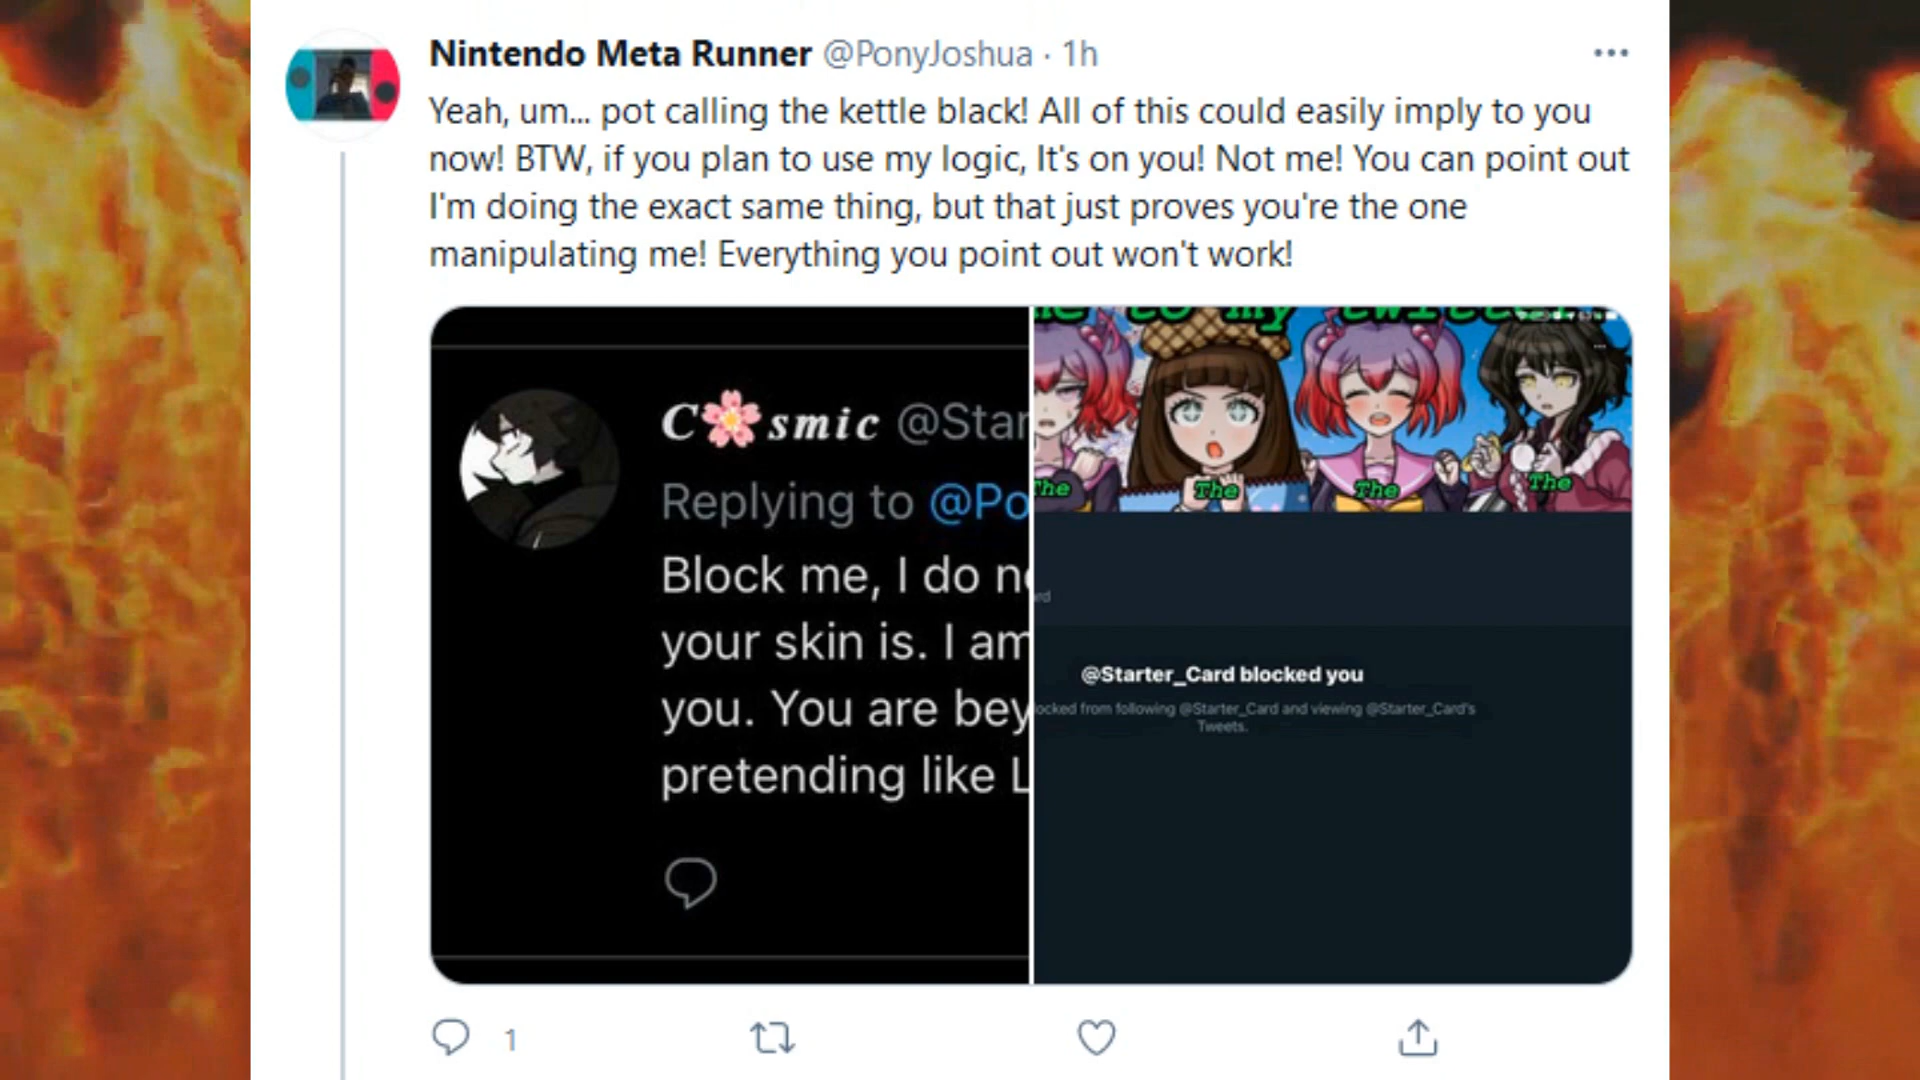 Nintendo Meta Runner @PonyJoshua · 1h
Yeah, um... pot calling the kettle black! All of this could easily imply to you
now! BTW, if you plan to use my logic, It's on you! Not me! You can point out
I'm doing the exact same thing, but that just proves you're the one
manipulating me! Everything you point out won't work!
C🌸smic @Star
Replying to @Po
Block me, I do
your skin is. I am
you. You are bey
pretending like L
to my twitter
The The The The
rd
@Starter_Card blocked you
ocked from following @Starter_Card and viewing @Starter_Card's
Tweets.
1